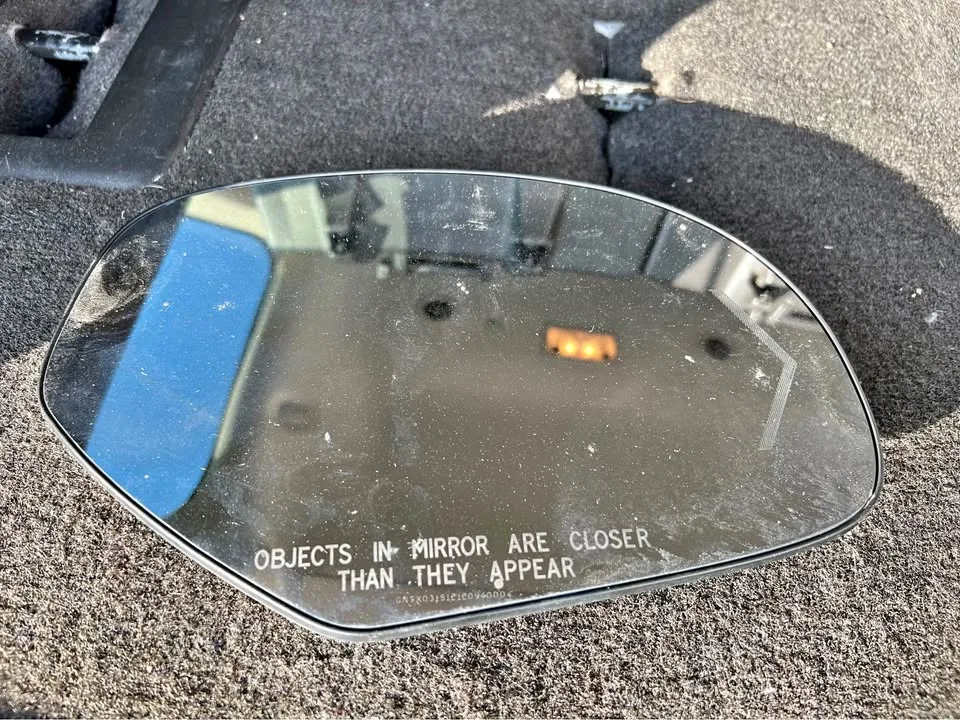 OBJECTS IN MIRROR ARE CLOSER
THAN THEY APPEAR